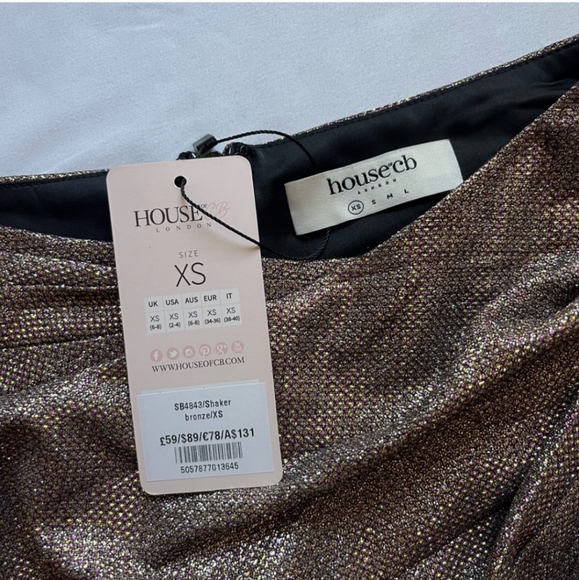 HOUSE OF CB
LONDON
SIZE
XS
UK USA AUS EUR IT
XS XS XS XS XS
(6-8) (2-4) (6-8) (34-36) (38-40)
WWW.HOUSEOFCB.COM
SB4843/Shaker
bronze/XS
£59/$89/€78/A$131
5057877013645
house of cb
LONDON
XS S M L